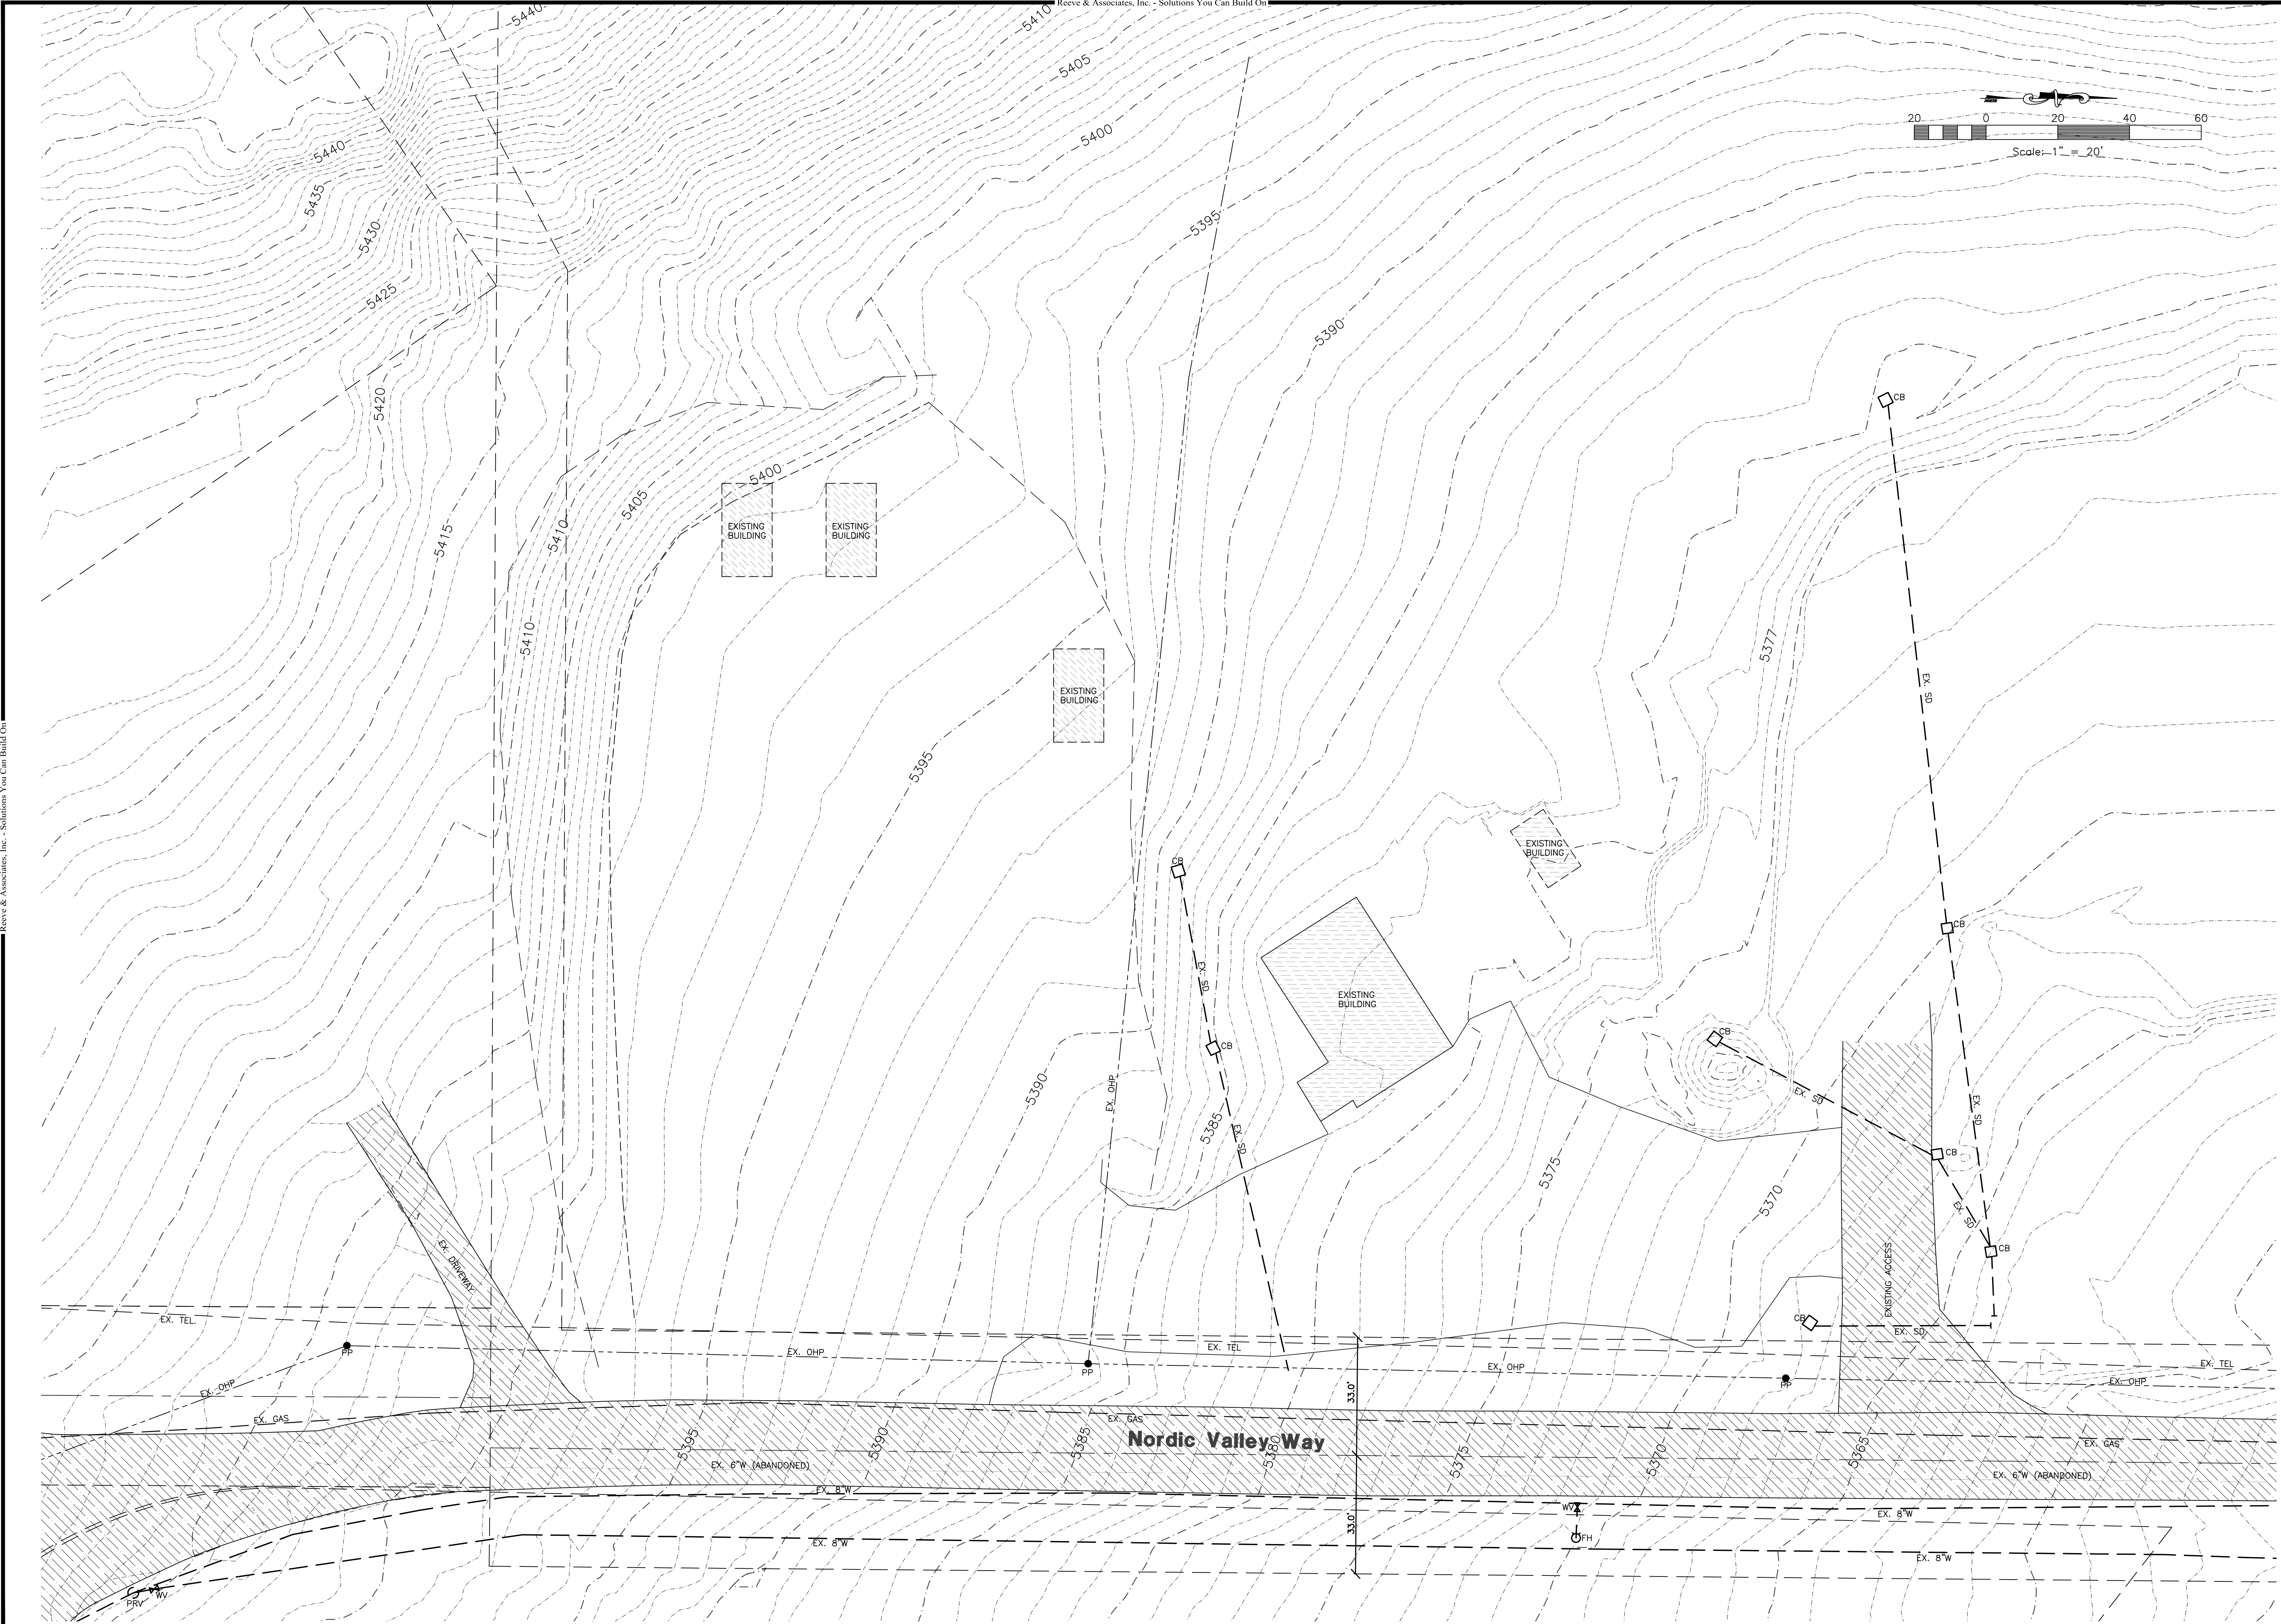 Reeve & Associates, Inc. - Solutions You Can Build On
5440
5410
5405
20 0 20 40 60
5400
Scale: 1" = 20'
5440
5435
5395
5430
5425
5390
5420
CB
5400
5405
EXISTING
BUILDING
EXISTING
BUILDING
5415
5410
5410
5377
EX. SD
EXISTING
BUILDING
5395
Reeve & Associates, Inc. - Solutions You Can Build On
EXISTING
BUILDING
CB
CB
EX. SD
EXISTING
BUILDING
CB
CB
5390
EX. OHP
EX. SD
EX. SD
5385
EX. SD
CB
5375
5370
EX. SD
CB
EX. DRIVEWAY
EXISTING ACCESS
EX. TEL.
CB
EX. SD
PP
EX. OHP
EX. TEL
EX. TEL
PP
EX. OHP
PP
EX. OHP
EX. OHP
33.0'
EX. GAS
EX. GAS
Nordic Valley Way
EX. GAS
5395
5390
5385
5380
5375
5370
5365
EX. 6"W (ABANDONED)
EX. 6"W (ABANDONED)
EX. 8"W
WV
EX. 8"W
33.0'
FH
EX. 8"W
EX. 8"W
WV
PRV